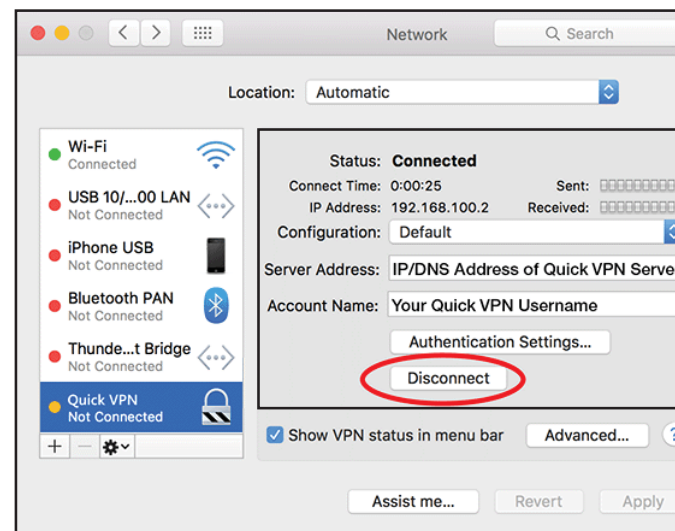 Network
Search
Location: Automatic
Wi-Fi
Connected
USB 10/...00 LAN
Not Connected
iPhone USB
Not Connected
Bluetooth PAN
Not Connected
Thunde...t Bridge
Not Connected
Quick VPN
Not Connected
Status: Connected
Connect Time: 0:00:25 Sent:
IP Address: 192.168.100.2 Received:
Configuration: Default
Server Address: IP/DNS Address of Quick VPN Serve
Account Name: Your Quick VPN Username
Authentication Settings...
Disconnect
Show VPN status in menu bar Advanced... ?
Assist me... Revert Apply